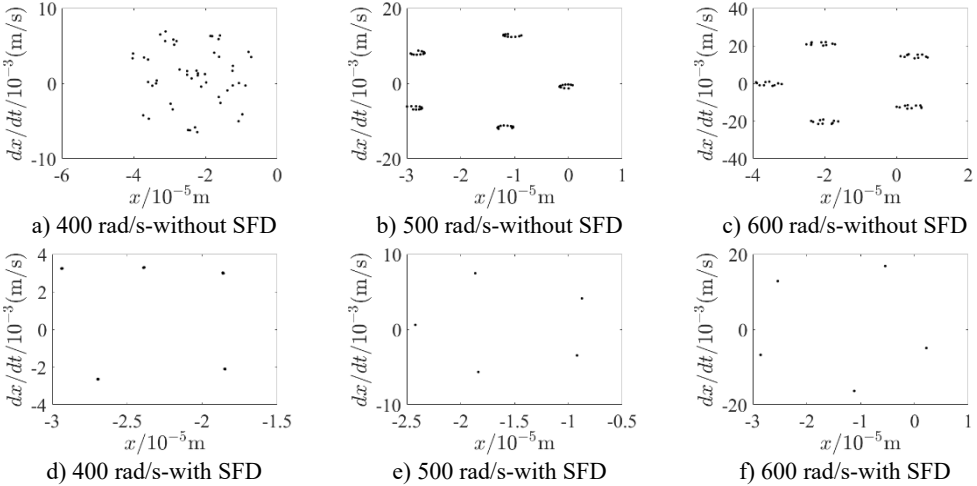 10
0
-10
-6
-4
-2
0
dx/dt/10⁻³(m/s)
x/10⁻⁵m
a) 400 rad/s-without SFD
20
0
-20
-3
-2
-1
0
1
dx/dt/10⁻³(m/s)
x/10⁻⁵m
b) 500 rad/s-without SFD
40
20
0
-20
-40
-4
-2
0
2
dx/dt/10⁻³(m/s)
x/10⁻⁵m
c) 600 rad/s-without SFD
4
2
0
-2
-4
-3
-2.5
-2
-1.5
dx/dt/10⁻³(m/s)
x/10⁻⁵m
d) 400 rad/s-with SFD
10
0
-10
-2.5
-2
-1.5
-1
-0.5
dx/dt/10⁻³(m/s)
x/10⁻⁵m
e) 500 rad/s-with SFD
20
0
-20
-3
-2
-1
0
1
dx/dt/10⁻³(m/s)
x/10⁻⁵m
f) 600 rad/s-with SFD